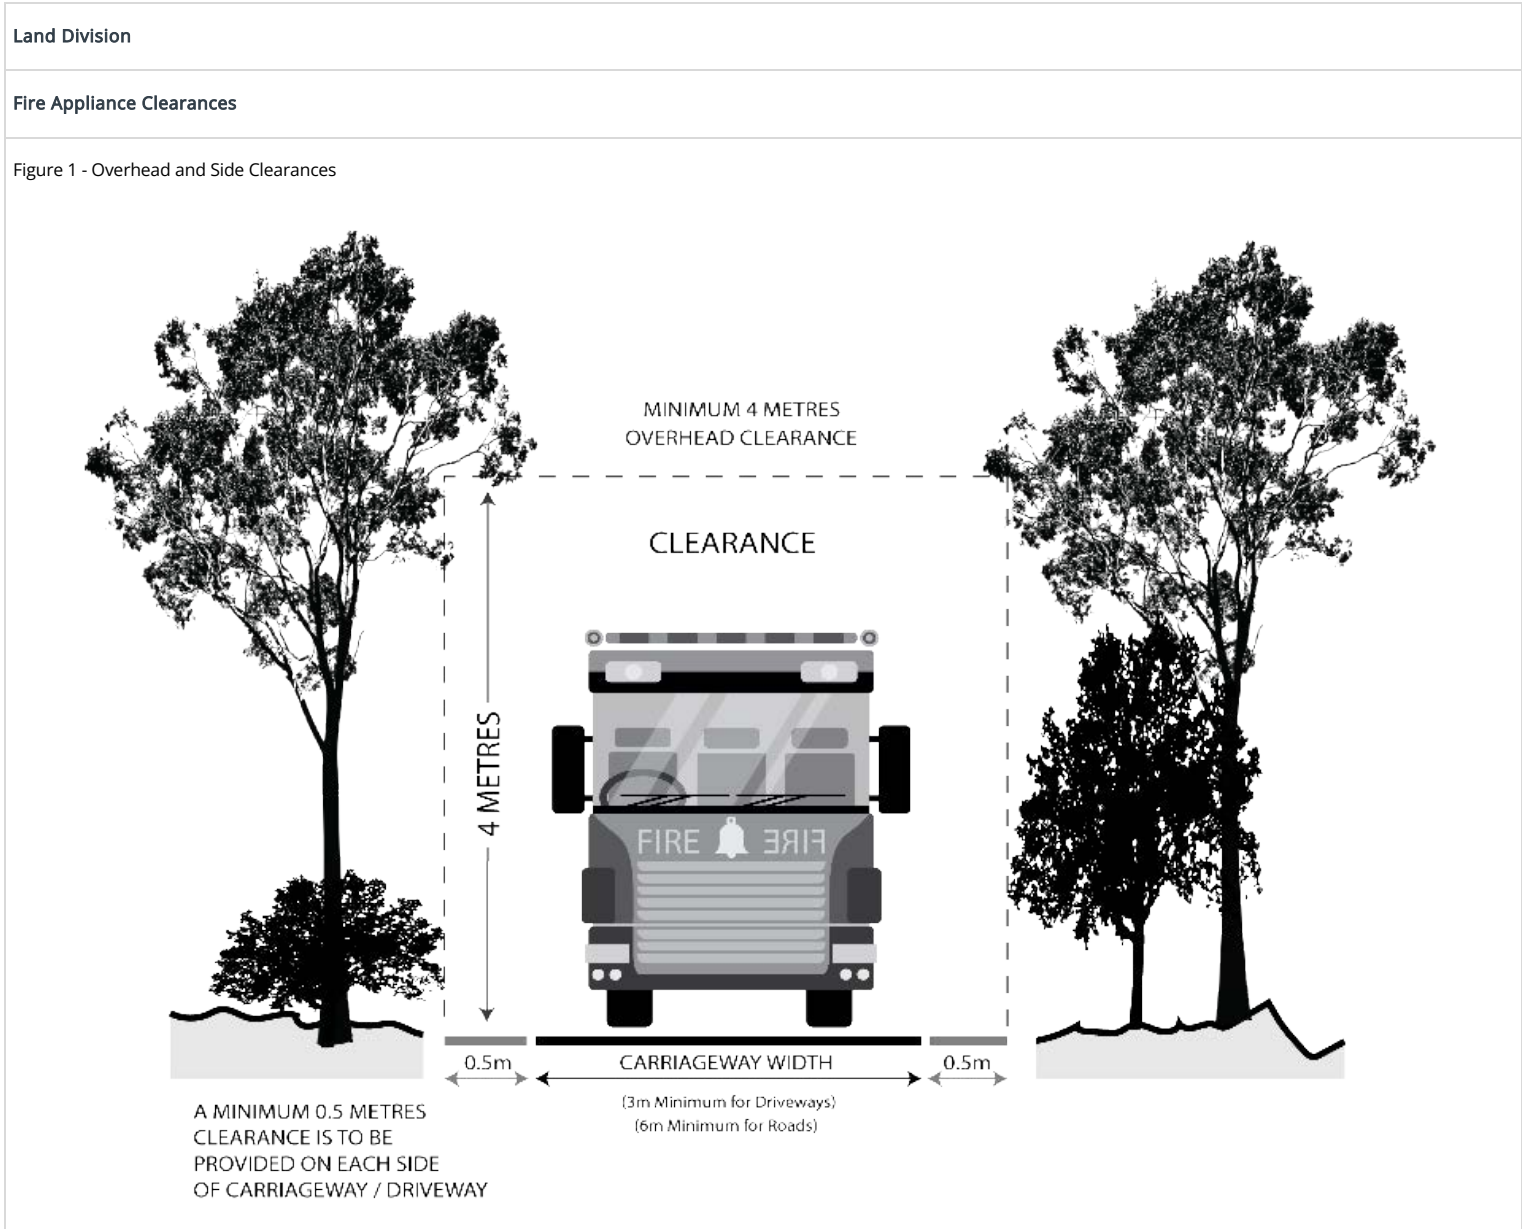 Land Division
Fire Appliance Clearances
Figure 1 - Overhead and Side Clearances
MINIMUM 4 METRES
OVERHEAD CLEARANCE
CLEARANCE
4 METRES
FIRE FIRE
0.5m CARRIAGEWAY WIDTH 0.5m
(3m Minimum for Driveways)
(6m Minimum for Roads)
A MINIMUM 0.5 METRES
CLEARANCE IS TO BE
PROVIDED ON EACH SIDE
OF CARRIAGEWAY / DRIVEWAY